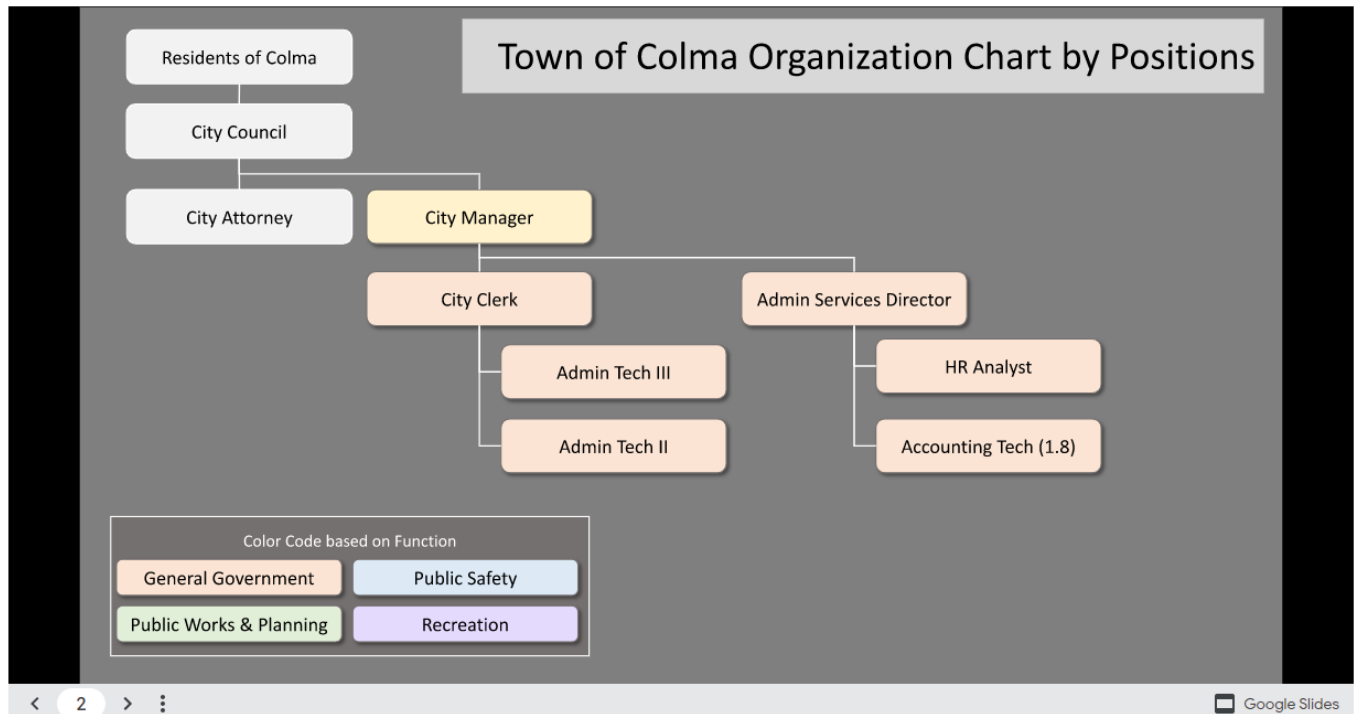 Town of Colma Organization Chart by Positions
Residents of Colma
City Council
City Attorney
City Manager
City Clerk
Admin Services Director
Admin Tech III
HR Analyst
Admin Tech II
Accounting Tech (1.8)
Color Code based on Function
General Government
Public Safety
Public Works & Planning
Recreation
2
Google Slides